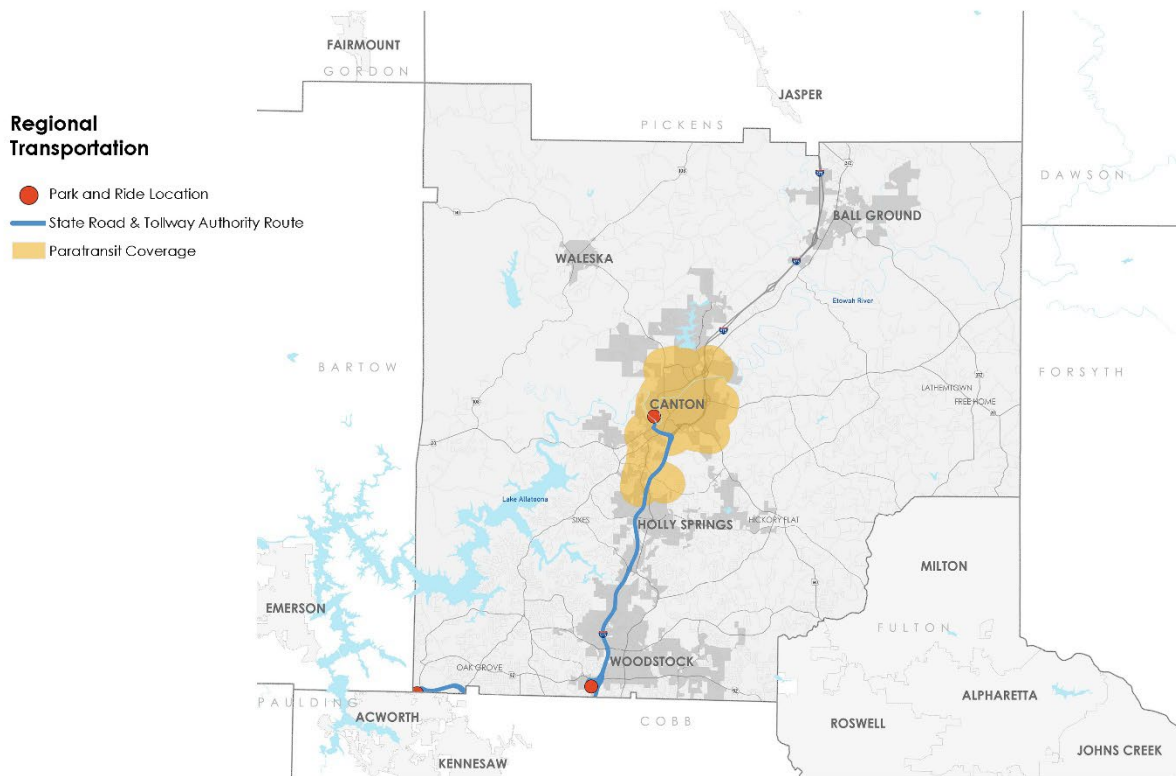 FAIRMOUNT
GORDON
JASPER
PICKENS
Regional
Transportation
Park and Ride Location
State Road & Tollway Authority Route
Paratransit Coverage
DAWSON
BALL GROUND
WALESKA
Etowah River
BARTOW
FORSYTH
LATHEMTOWN
FREE HOME
CANTON
Lake Allatoona
SIXES
HOLLY SPRINGS
HICKORY FLAT
MILTON
EMERSON
FULTON
OAK GROVE
WOODSTOCK
PAULDING
ACWORTH
COBB
ALPHARETTA
ROSWELL
JOHNS CREEK
KENNESAW